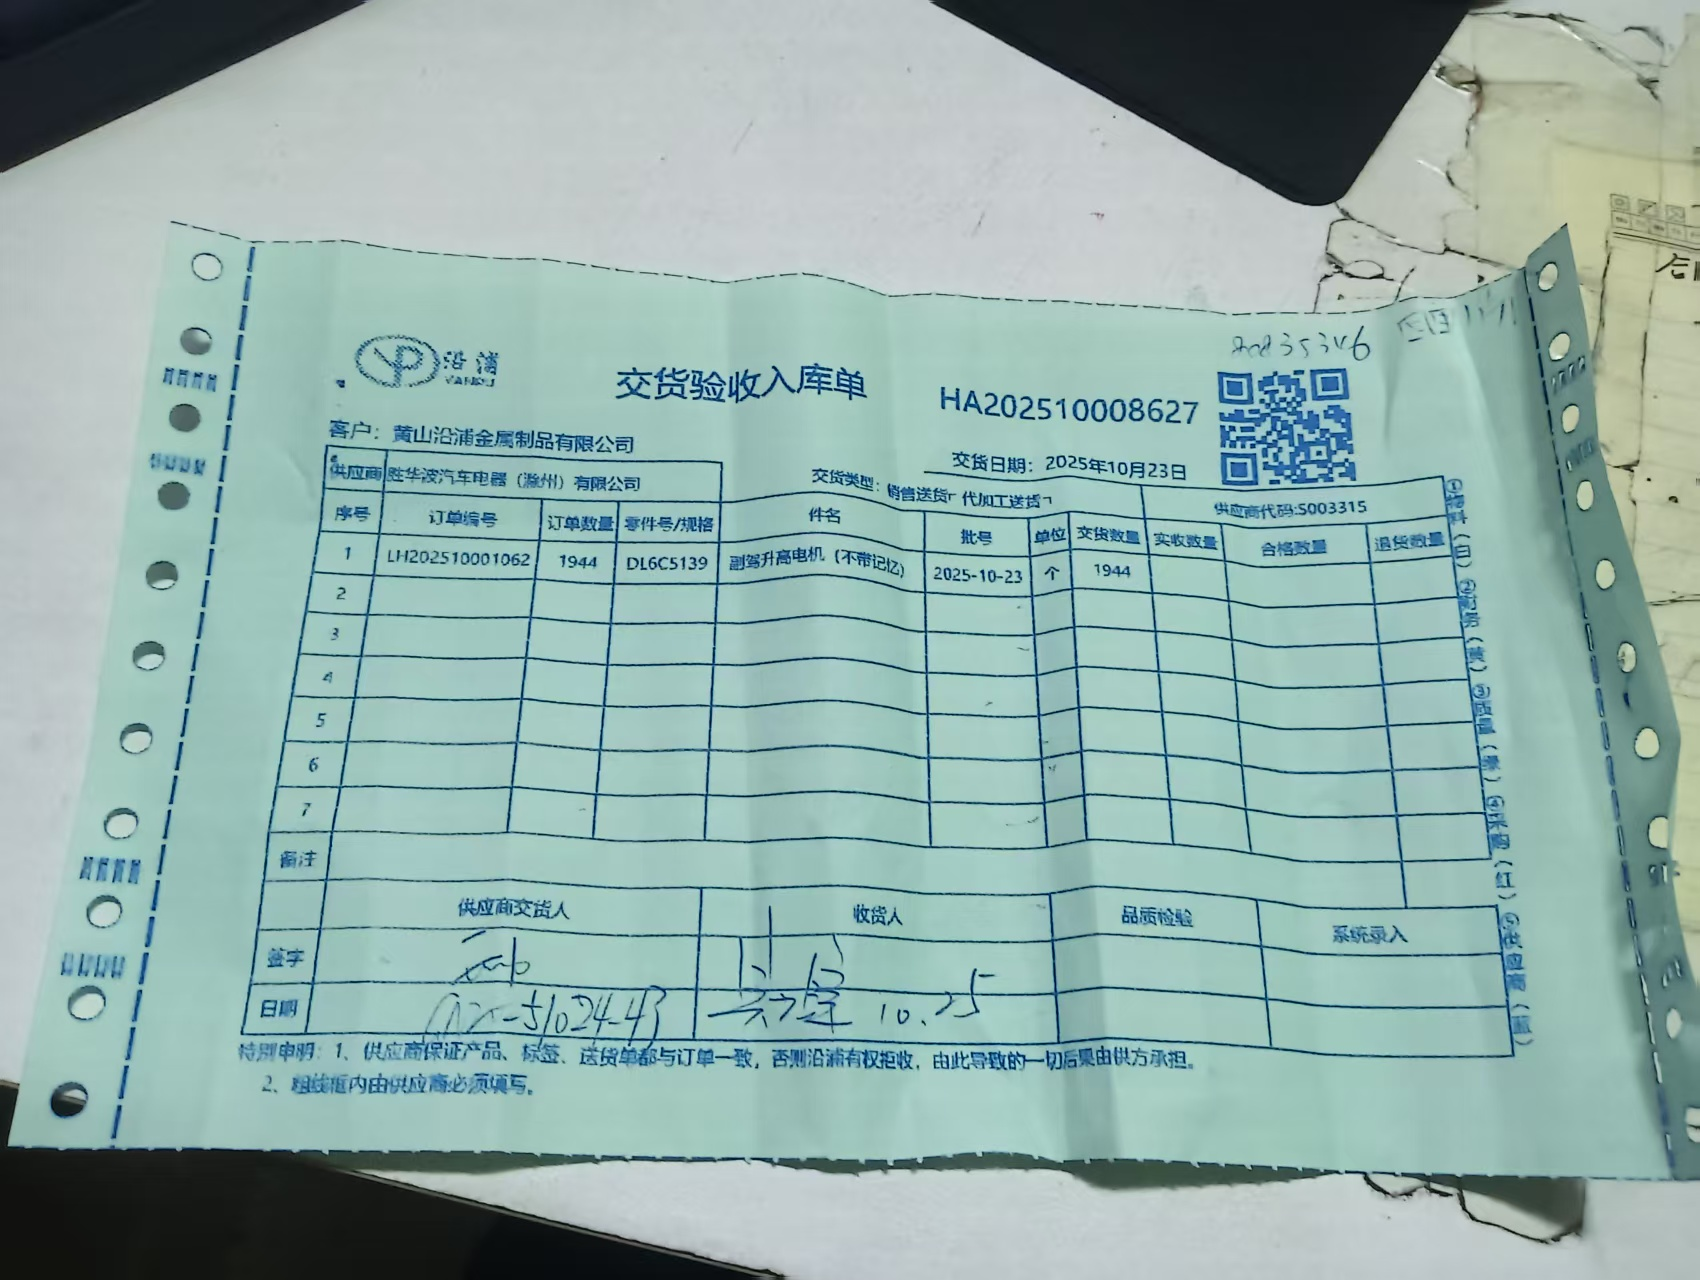 沿浦
YANPU
80835346
交货验收入库单
HA202510008627
客户：黄山沿浦金属制品有限公司
交货日期：2025年10月23日
供应商 胜华波汽车电器（滁州）有限公司
交货类型：销售送货 代加工送货
供应商代码:S003315
序号 订单编号 订单数量 零件号/规格 件名 批号 单位 交货数量 实收数量 合格数量 退货数量
1 LH202510001062 1944 DL6C5139 副驾升高电机（不带记忆） 2025-10-23 个 1944
2
3
4
5
6
7
备注
供应商交货人 收货人 品质检验 系统录入
签字
日期 10.25
特别申明：1、供应商保证产品、标签、送货单都与订单一致，否则沿浦有权拒收，由此导致的一切后果由供方承担。
2、粗线框内由供应商必须填写。
①物料（白）②财务（黄）③质量（绿）④采购（红）⑤供应商（蓝）